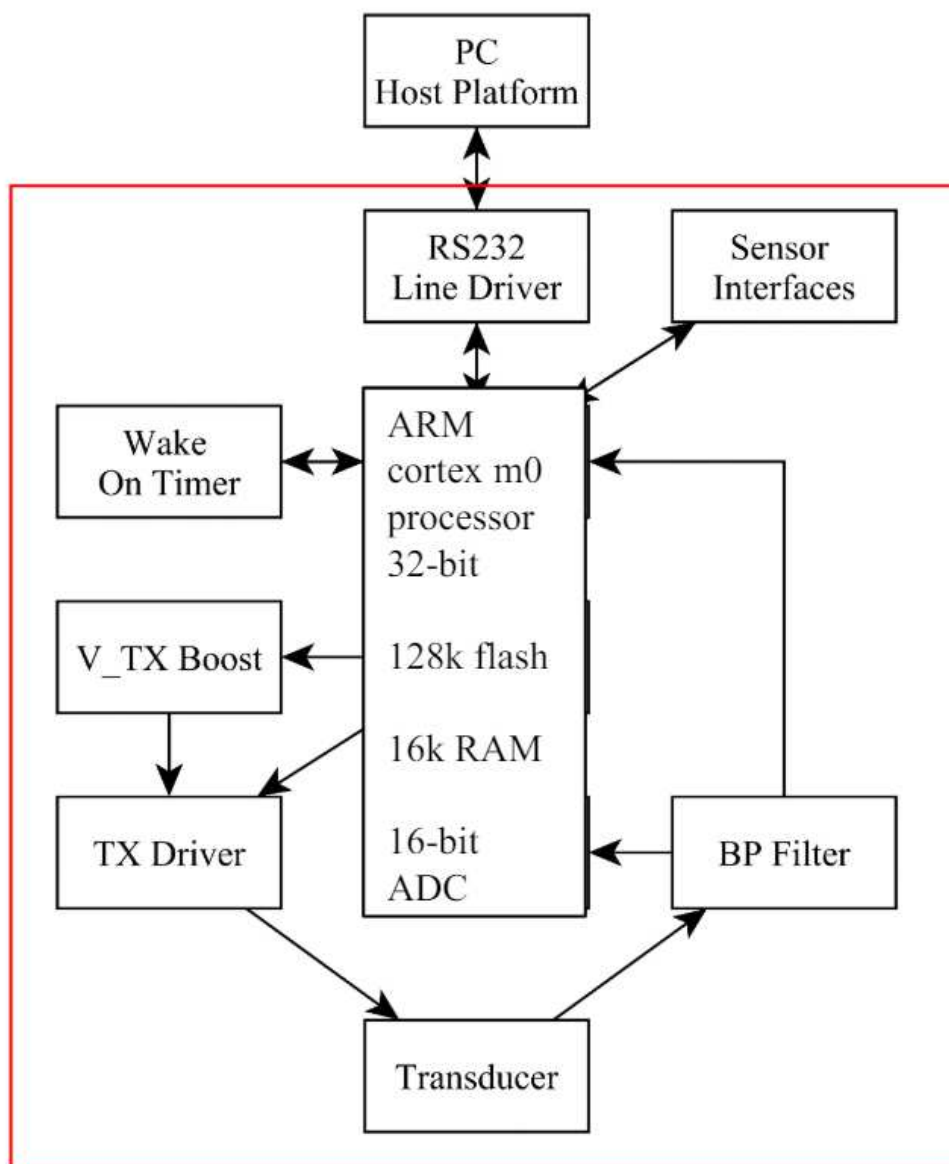 PC
Host Platform
RS232
Line Driver
Sensor
Interfaces
Wake
On Timer
ARM
cortex m0
processor
32-bit
V_TX Boost
128k flash
16k RAM
TX Driver
16-bit
ADC
BP Filter
Transducer